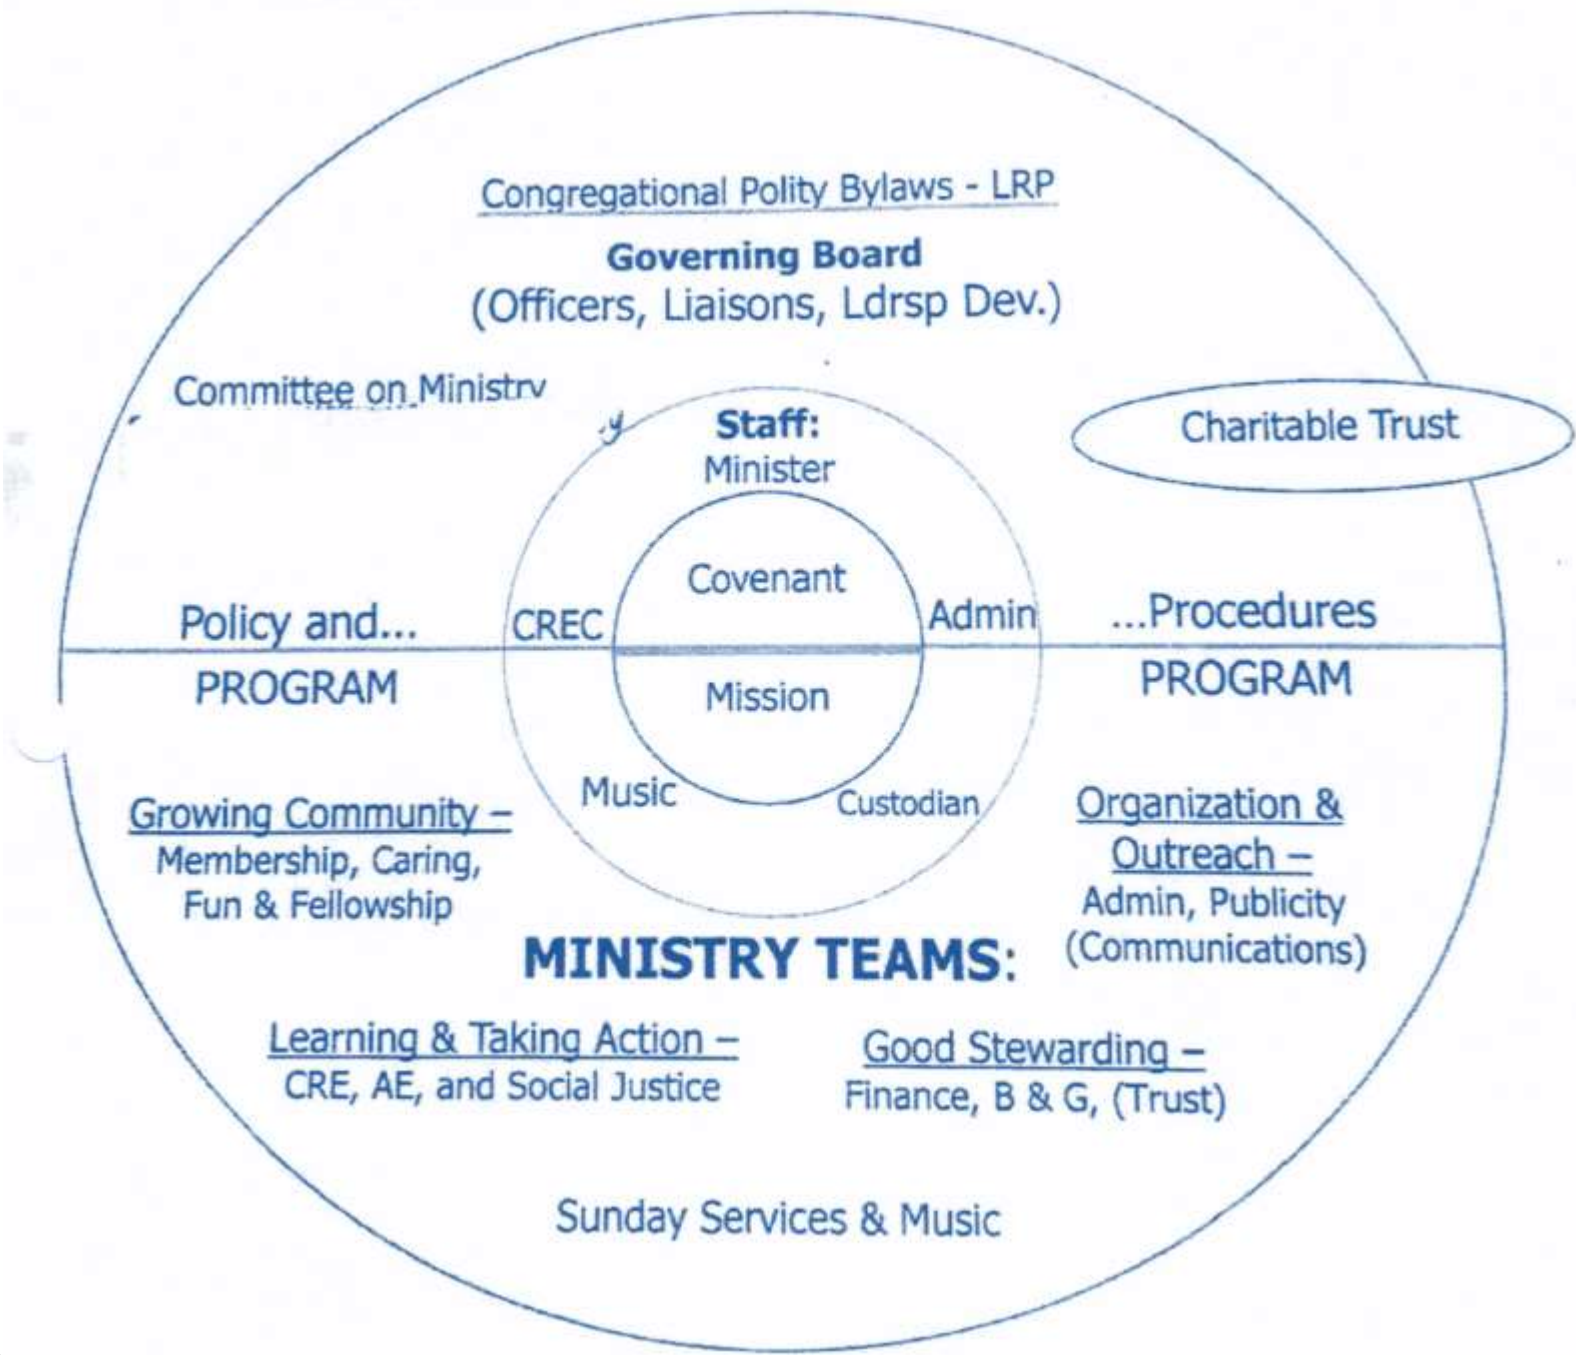 Congregational Polity Bylaws - LRP
Governing Board
(Officers, Liaisons, Ldrsp Dev.)
Committee on Ministry
Charitable Trust
Staff:
Minister
Covenant
CREC
Admin
Policy and...
...Procedures
PROGRAM
Mission
PROGRAM
Music
Custodian
Growing Community –
Membership, Caring,
Fun & Fellowship
Organization &
Outreach –
Admin, Publicity
(Communications)
MINISTRY TEAMS:
Learning & Taking Action –
CRE, AE, and Social Justice
Good Stewarding –
Finance, B & G, (Trust)
Sunday Services & Music